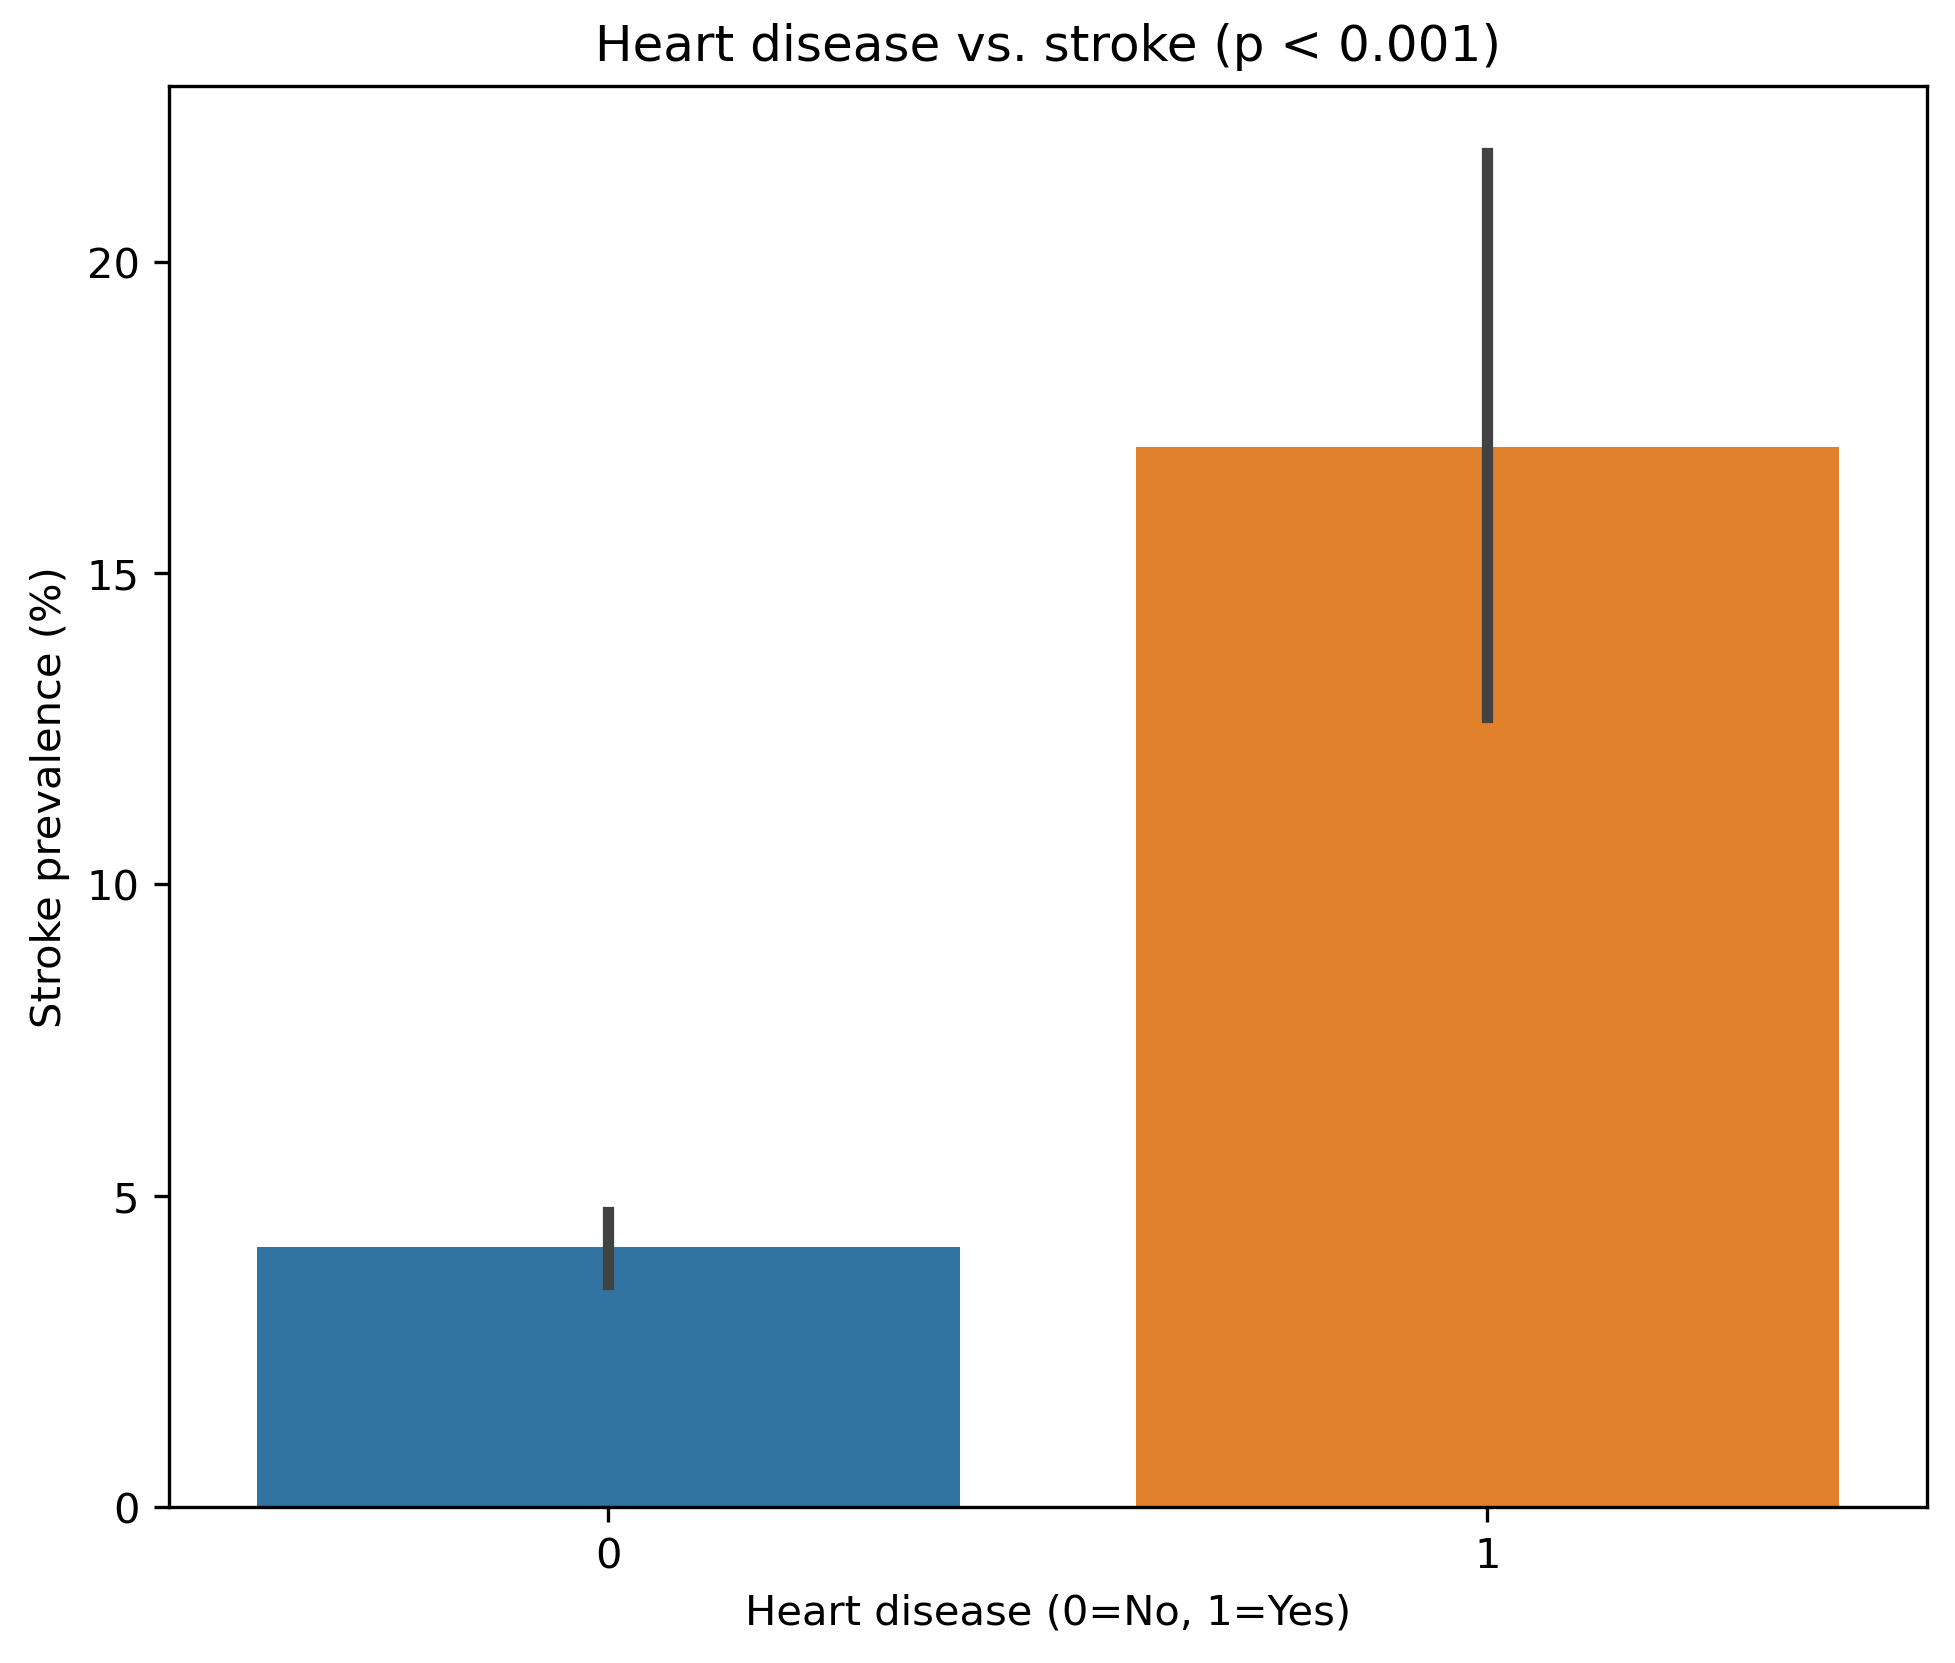 Heart disease vs. stroke (p < 0.001)
Stroke prevalence (%)
20
15
10
5
0
0 1
Heart disease (0=No, 1=Yes)